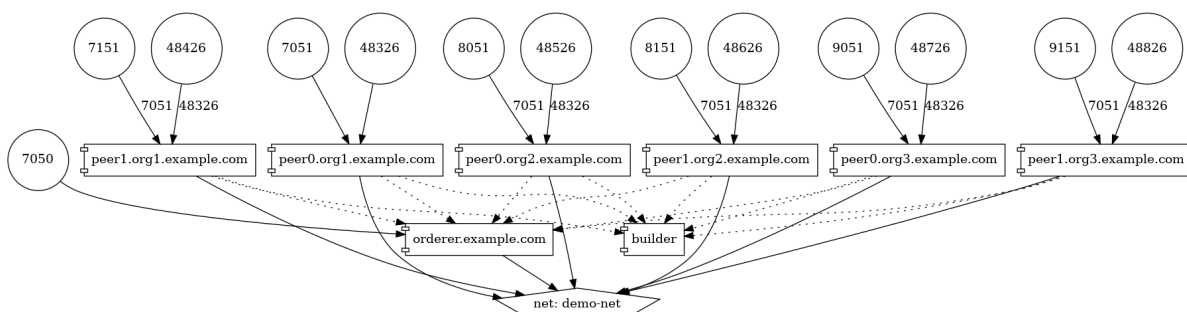 7151 48426 7051 48326 8051 48526 8151 48626 9051 48726 9151 48826
7051 48326 7051 48326 7051 48326 7051 48326 7051 48326
7050 peer1.org1.example.com peer0.org1.example.com peer0.org2.example.com peer1.org2.example.com peer0.org3.example.com peer1.org3.example.com
orderer.example.com builder
net: demo-net